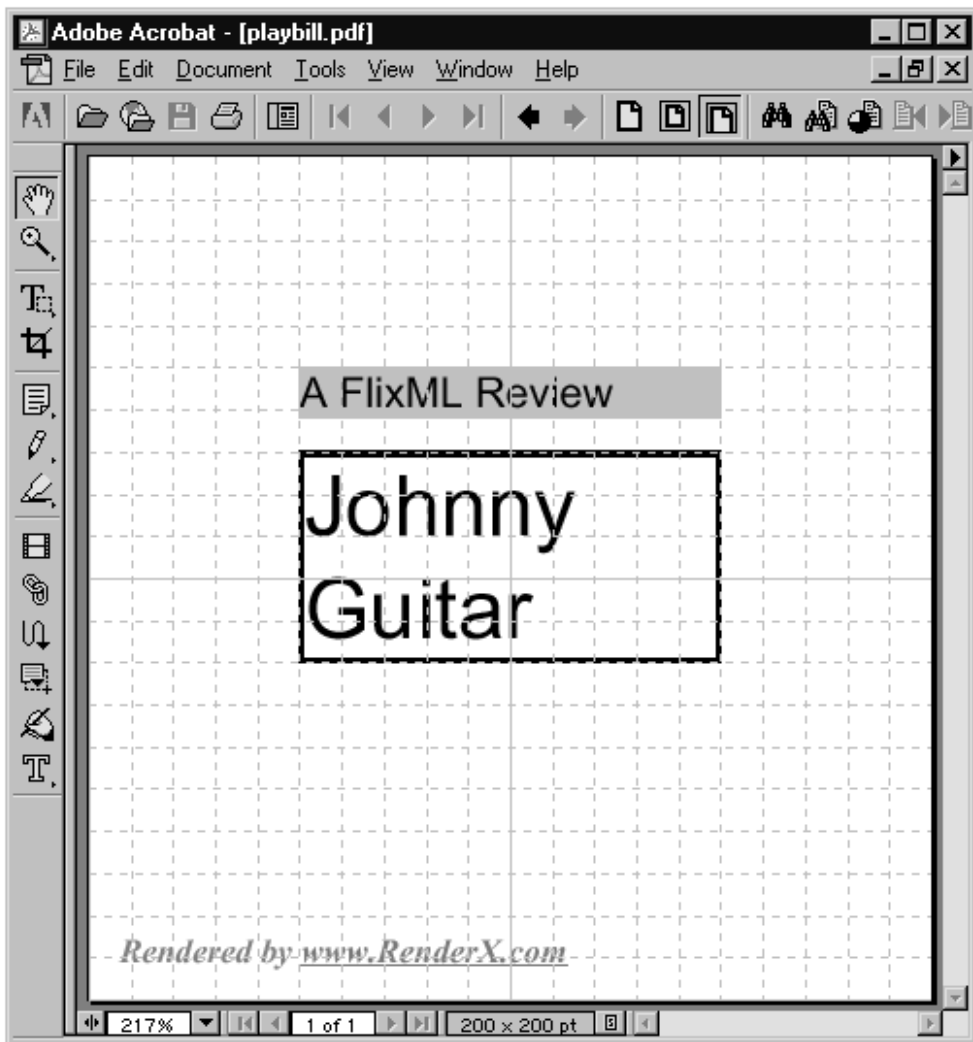 Adobe Acrobat - [playbill.pdf]
File Edit Document Tools View Window Help
A FlixML Review
Johnny
Guitar
Rendered by www.RenderX.com
217% 1 of 1 200 x 200 pt